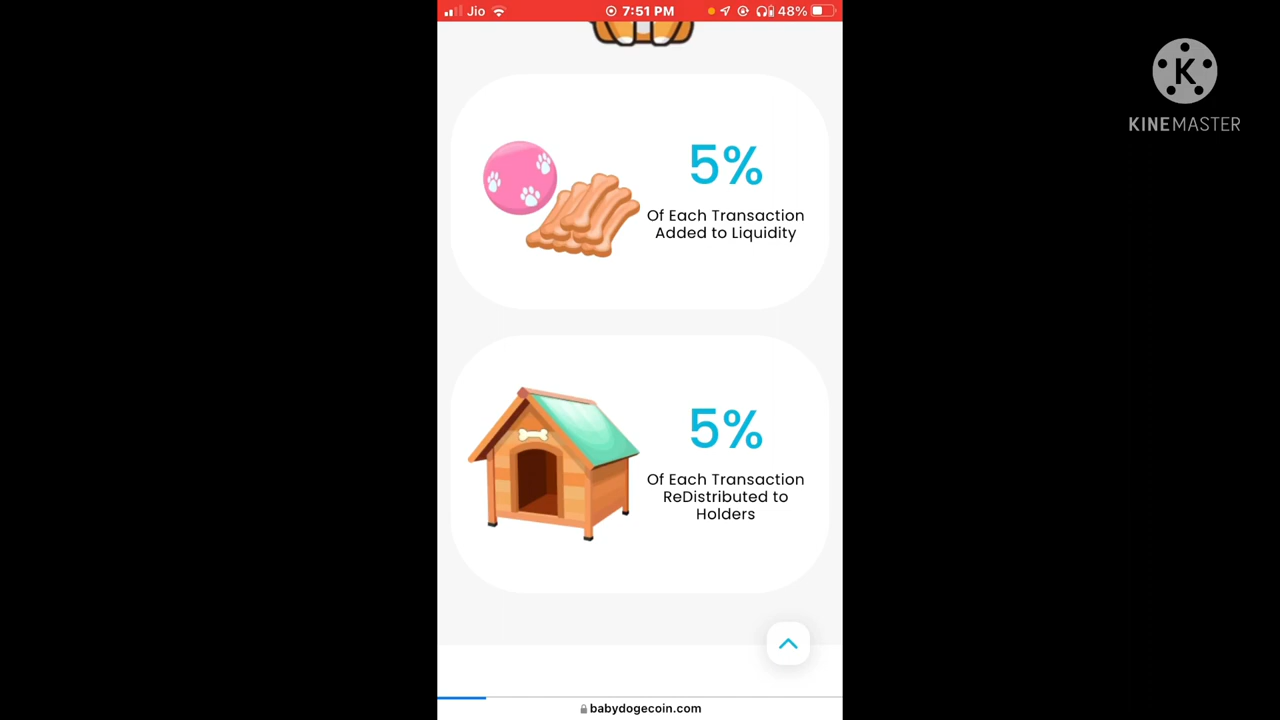 Jio 7:51 PM 48%
K
KINEMASTER
5%
Of Each Transaction
Added to Liquidity
5%
Of Each Transaction
ReDistributed to
Holders
babydogecoin.com